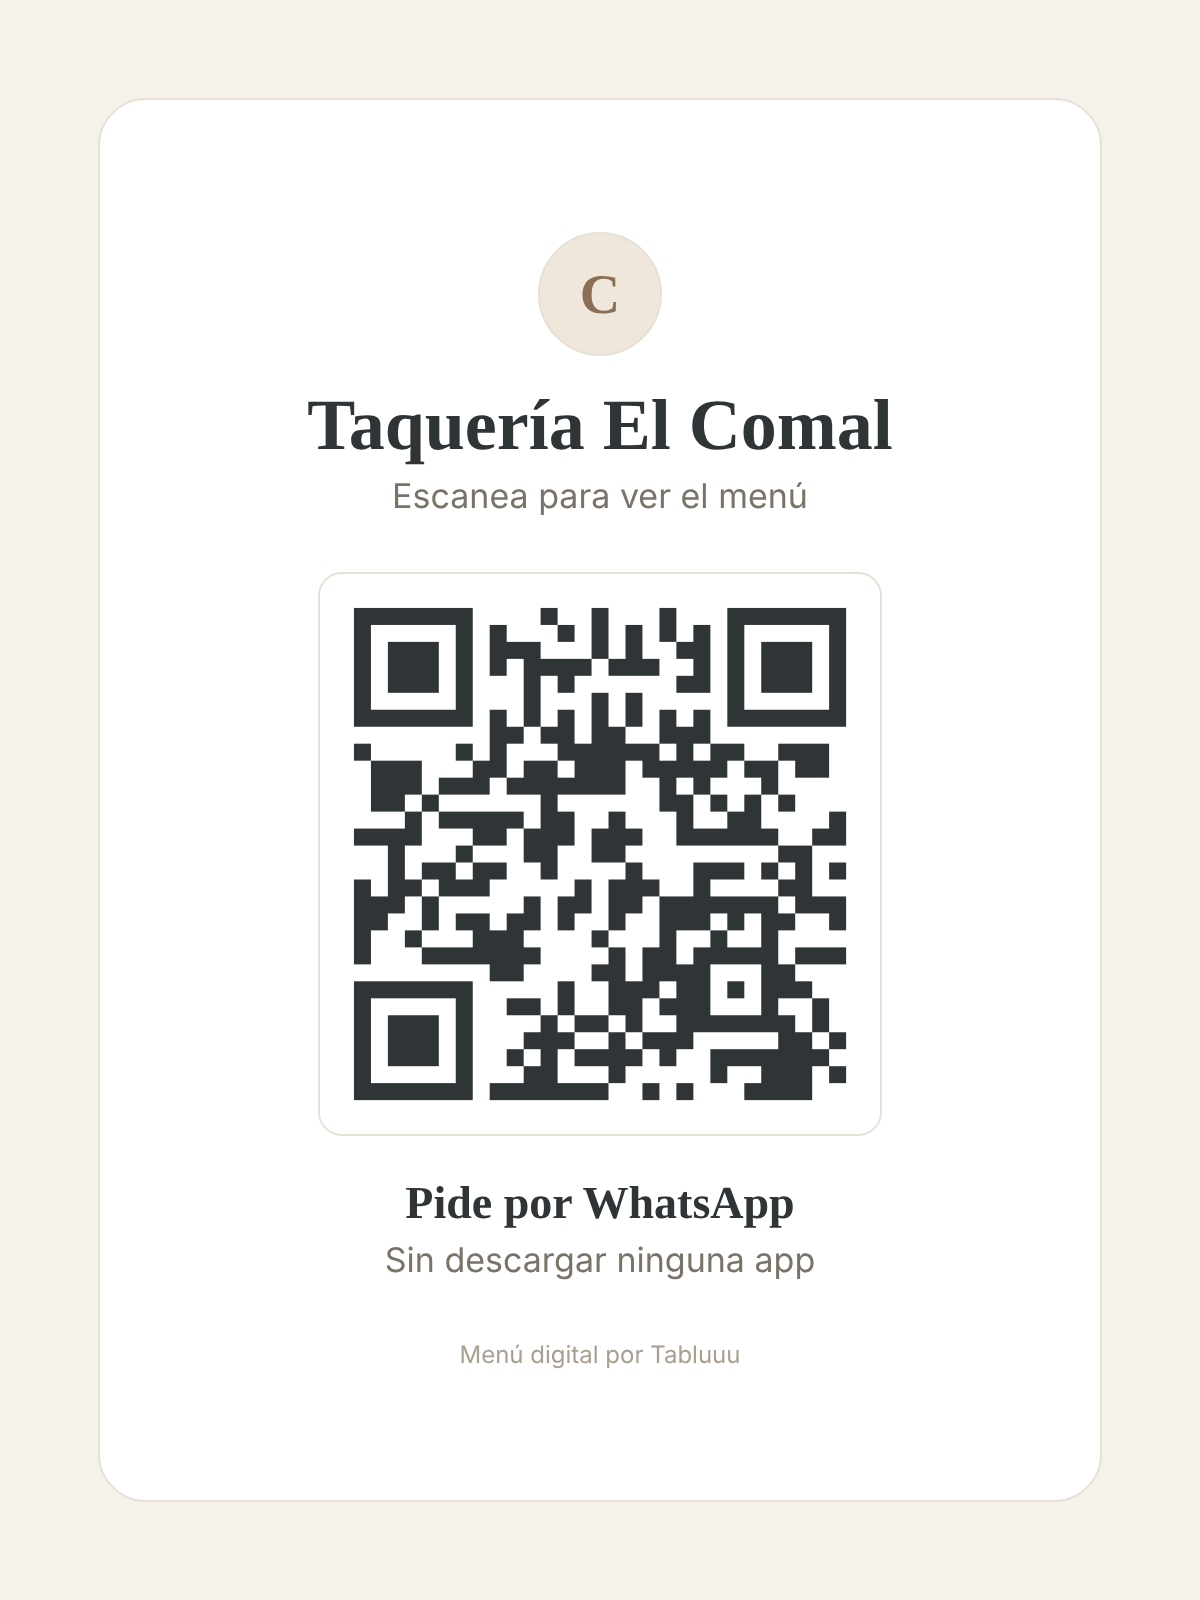 C
Taquería El Comal
Escanea para ver el menú
Pide por WhatsApp
Sin descargar ninguna app
Menú digital por Tabluuu